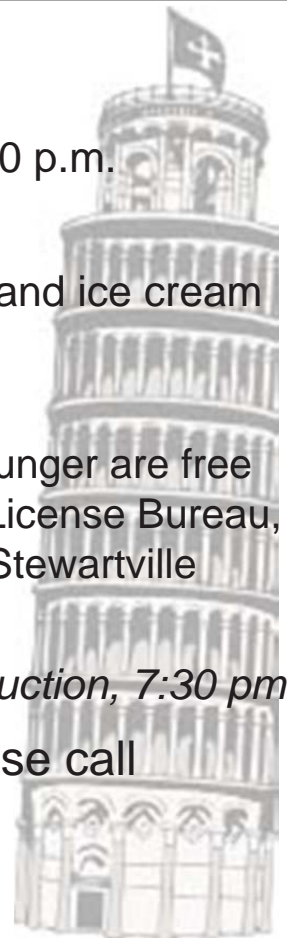 0 p.m.
and ice cream
unger are free
License Bureau,
Stewartville
uction, 7:30 pm
se call